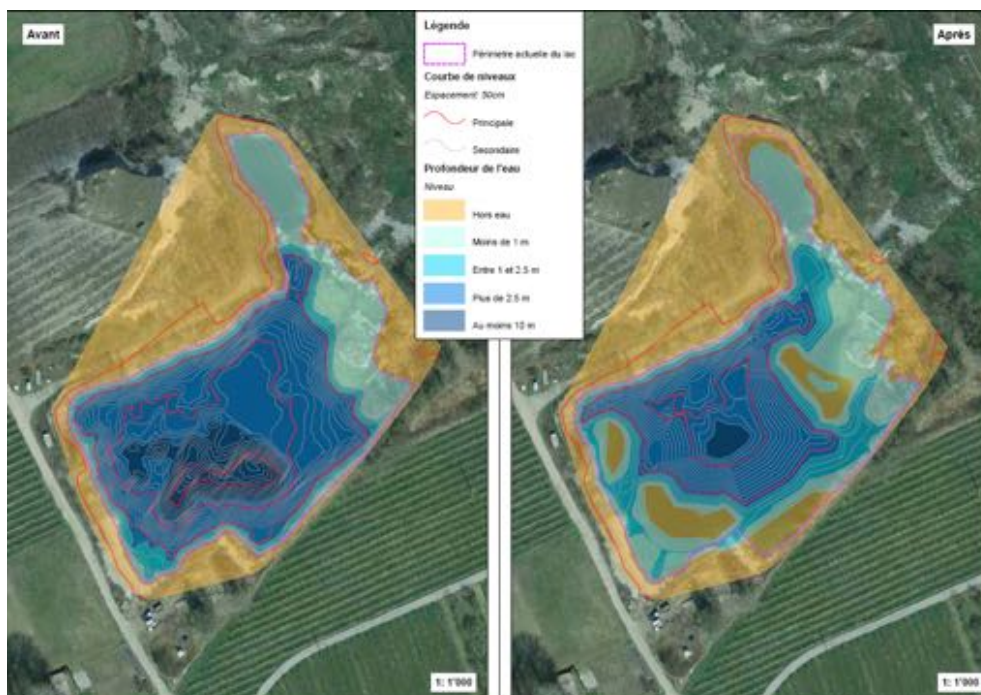 Avant
Légende
Périmetre actuelle du lac
Courbe de niveaux
Espacement: 50cm
Principale
Secondaire
Profondeur de l'eau
Niveau
Hors eau
Moins de 1 m
Entre 1 et 2.5 m
Plus de 2.5 m
Au moins 10 m
Après
1: 1'000
1: 1'000